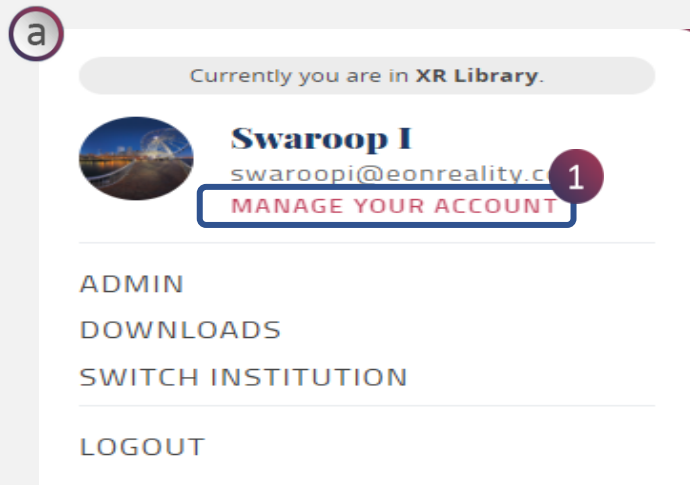 a
Currently you are in XR Library.
Swaroop I
swaroopi@eonreality.c
1
MANAGE YOUR ACCOUNT
ADMIN
DOWNLOADS
SWITCH INSTITUTION
LOGOUT